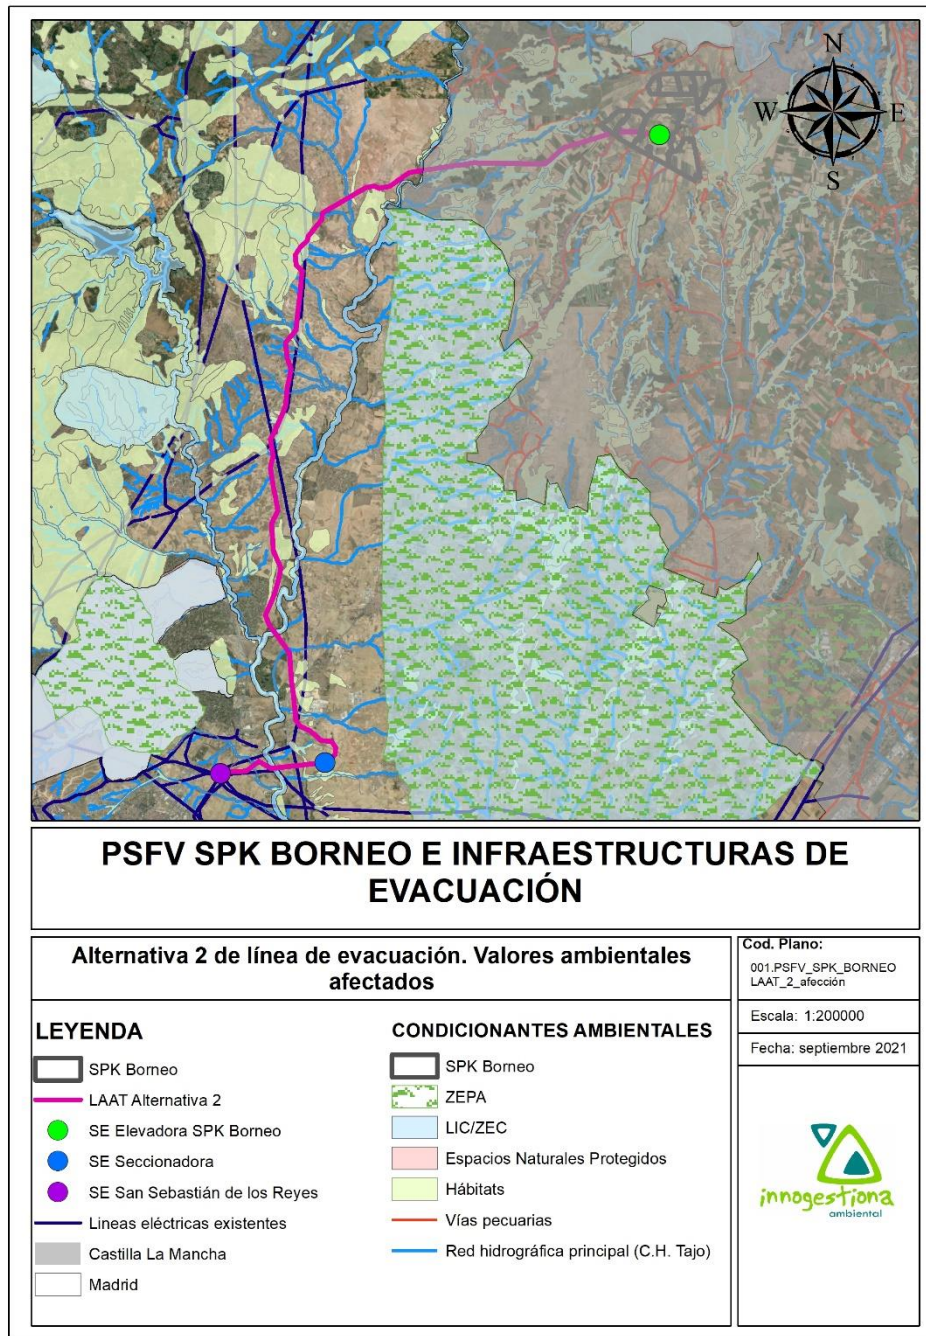 N
W
E
S
PSFV SPK BORNEO E INFRAESTRUCTURAS DE
EVACUACIÓN
Alternativa 2 de línea de evacuación. Valores ambientales
afectados
Cod. Plano:
001.PSFV_SPK_BORNEO
LAAT_2_afección
Escala: 1:200000
Fecha: septiembre 2021
LEYENDA
SPK Borneo
LAAT Alternativa 2
SE Elevadora SPK Borneo
SE Seccionadora
SE San Sebastián de los Reyes
Lineas eléctricas existentes
Castilla La Mancha
Madrid
CONDICIONANTES AMBIENTALES
SPK Borneo
ZEPA
LIC/ZEC
Espacios Naturales Protegidos
Hábitats
Vías pecuarias
Red hidrográfica principal (C.H. Tajo)
innogestiona
ambiental